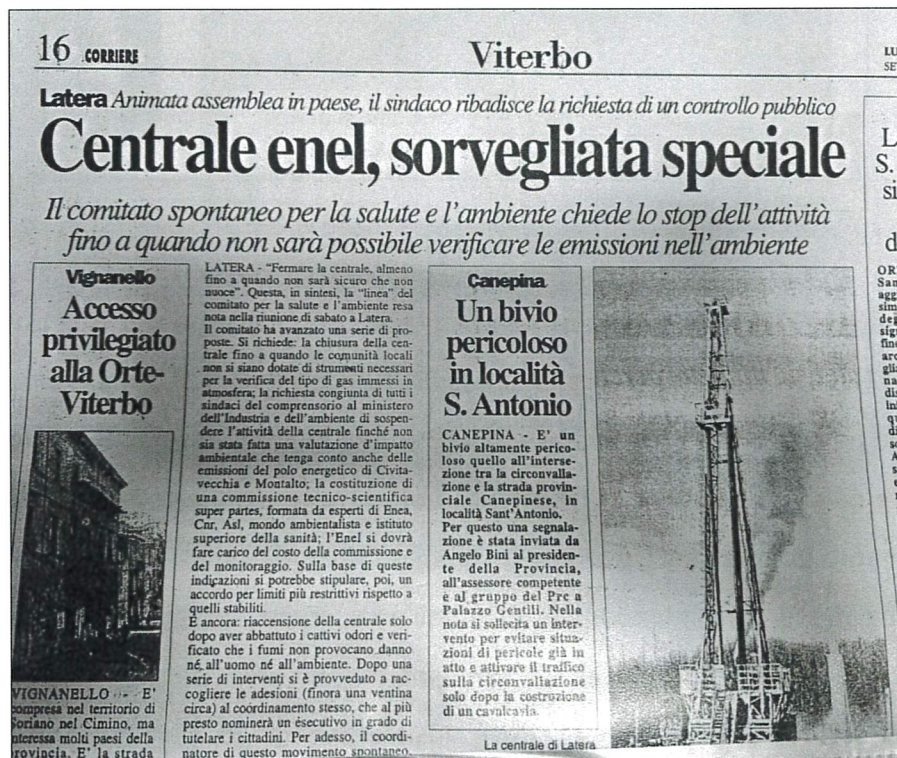 16 CORRIERE
Viterbo
LU
SE
Latera Animata assemblea in paese, il sindaco ribadisce la richiesta di un controllo pubblico
Centrale enel, sorvegliata speciale
Il comitato spontaneo per la salute e l'ambiente chiede lo stop dell'attività
fino a quando non sarà possibile verificare le emissioni nell'ambiente
Vignanello
Accesso
privilegiato
alla Orte-
Viterbo
VIGNANELLO - E'
compresa nel territorio di
Soriano nel Cimino, ma
interessa molti paesi della
provincia. E' la strada
LATERA - "Fermare la centrale, almeno
fino a quando non sarà sicuro che non
nuoce". Questa, in sintesi, la "linea" del
comitato per la salute e l'ambiente resa
nota nella riunione di sabato a Latera.
Il comitato ha avanzato una serie di pro-
poste. Si richiede: la chiusura della cen-
trale fino a quando le comunità locali
non si siano dotate di strumenti necessari
per la verifica del tipo di gas immessi in
atmosfera; la richiesta congiunta di tutti i
sindaci del comprensorio al ministero
dell'Industria e dell'ambiente di sospen-
dere l'attività della centrale finché non
sia stata fatta una valutazione d'impatto
ambientale che tenga conto anche delle
emissioni del polo energetico di Civita-
vecchia e Montalto; la costituzione di
una commissione tecnico-scientifica
super partes, formata da esperti di Enea,
Cnr, Asl, mondo ambientalista e istituto
superiore della sanità; l'Enel si dovrà
fare carico del costo della commissione e
del monitoraggio. Sulla base di queste
indicazioni si potrebbe stipulare, poi, un
accordo per limiti più restrittivi rispetto a
quelli stabiliti.
E ancora: riaccensione della centrale solo
dopo aver abbattuto i cattivi odori e veri-
ficato che i fumi non provocano danno
né all'uomo né all'ambiente. Dopo una
serie di interventi si è provveduto a rac-
cogliere le adesioni (finora una ventina
circa) al coordinamento stesso, che al più
presto nominerà un esecutivo in grado di
tutelare i cittadini. Per adesso, il coordi-
natore di questo movimento spontaneo,
Canepina
Un bivio
pericoloso
in località
S. Antonio
CANEPINA - E' un
bivio altamente perico-
loso quello all'interse-
zione tra la circonvalla-
zione e la strada provin-
ciale Canepinese, in
località Sant'Antonio.
Per questo una segnala-
zione è stata inviata da
Angelo Bini al presiden-
te della Provincia,
all'assessore competente
e al gruppo del Prc a
Palazzo Gentili. Nella
nota si sollecita un inter-
vento per evitare situa-
zioni di pericolo già in
atto e attivare il traffico
sulla circonvallazione
solo dopo la costruzione
di un cavalcavia.
La centrale di Latera
L
S.
si
d
OR
San
agg
sim
deg
sign
fino
arc
gli
na
dis
ini
qu
di